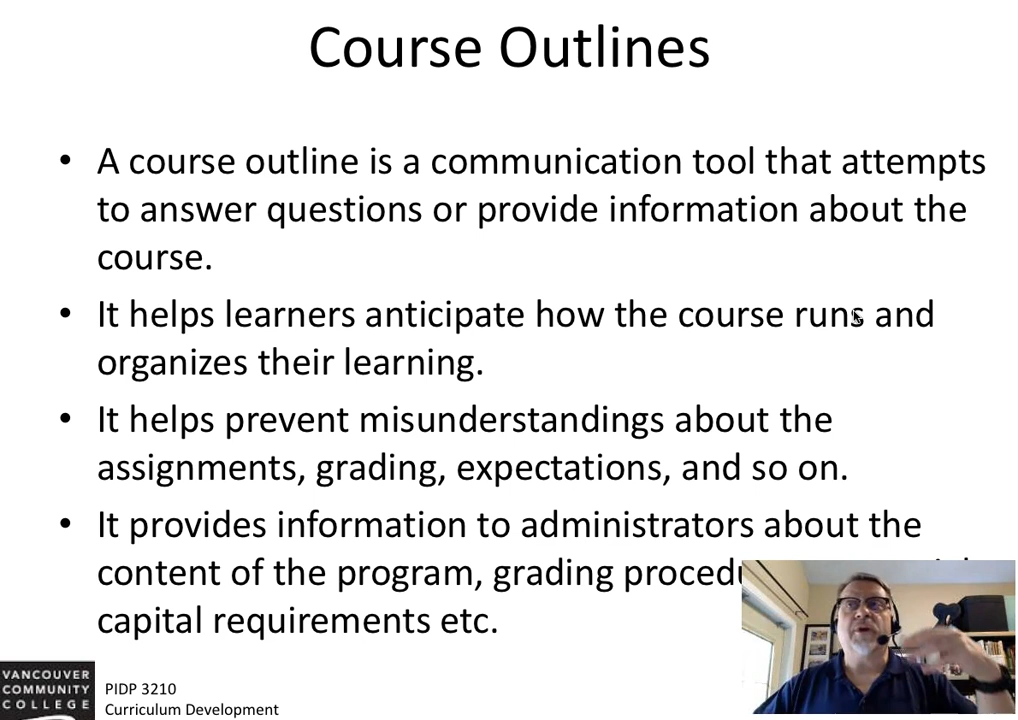 Course Outlines
• A course outline is a communication tool that attempts
to answer questions or provide information about the
course.
• It helps learners anticipate how the course runs and
organizes their learning.
• It helps prevent misunderstandings about the
assignments, grading, expectations, and so on.
• It provides information to administrators about the
content of the program, grading
capital requirements etc.
VANCOUVER
COMMUNITY
COLLEGE
PIDP 3210
Curriculum Development